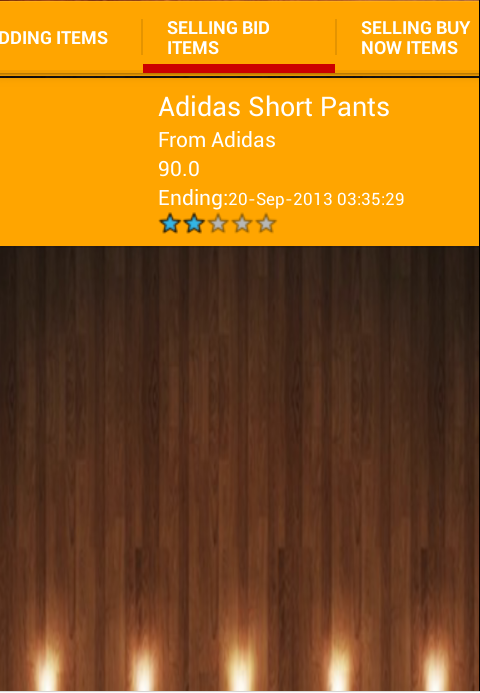 DDING ITEMS
SELLING BID
ITEMS
SELLING BUY
NOW ITEMS
Adidas Short Pants
From Adidas
90.0
Ending:20-Sep-2013 03:35:29